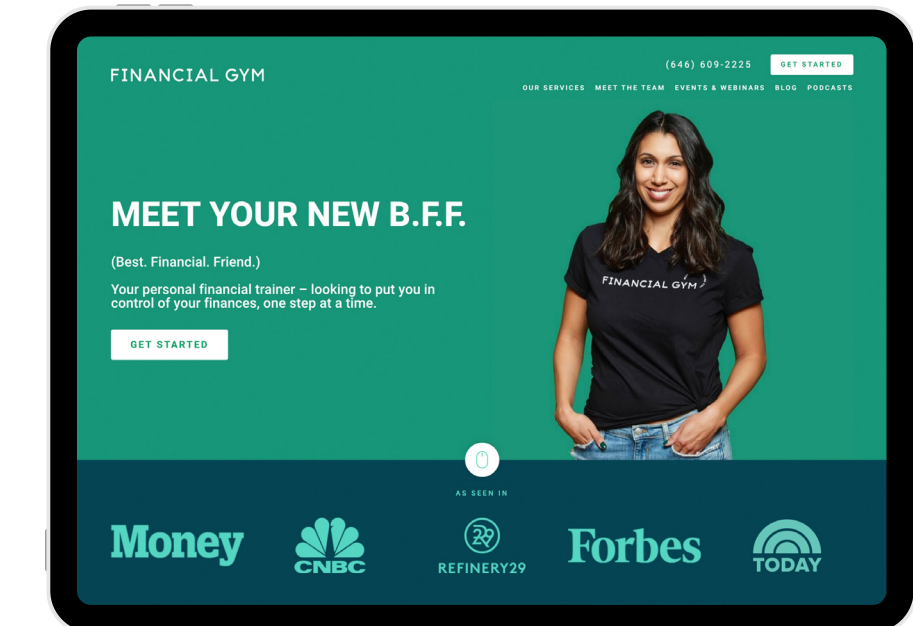 FINANCIAL GYM
(646) 609-2225
GET STARTED
OUR SERVICES MEET THE TEAM EVENTS & WEBINARS BLOG PODCASTS
MEET YOUR NEW B.F.F.
(Best. Financial. Friend.)
Your personal financial trainer – looking to put you in
control of your finances, one step at a time.
GET STARTED
FINANCIAL GYM
AS SEEN IN
Money
CNBC
R29
REFINERY29
Forbes
TODAY